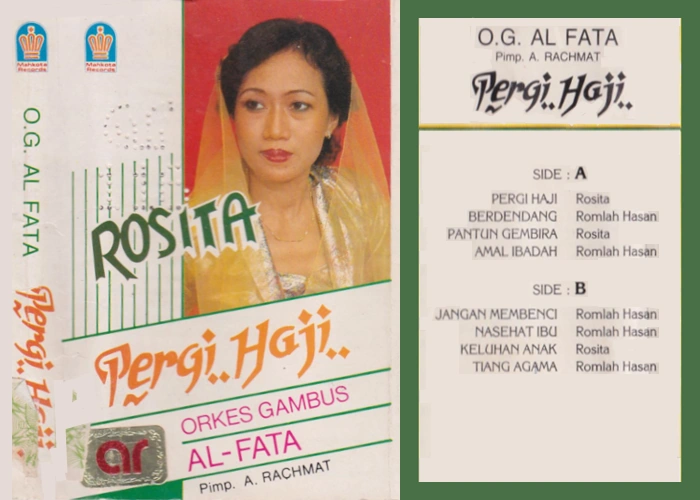 Mahkota
Records
Mahkota
Records
O.G. AL FATA
Pergi.. Haji..
ROSITA
Pergi.. Haji..
ORKES GAMBUS
AL-FATA
Pimp. A. RACHMAT
ar
O.G. AL FATA
Pimp. A. RACHMAT
Pergi.. Haji..
SIDE : A
PERGI HAJI Rosita
BERDENDANG Romlah Hasan
PANTUN GEMBIRA Rosita
AMAL IBADAH Romlah Hasan
SIDE : B
JANGAN MEMBENCI Romlah Hasan
NASEHAT IBU Romlah Hasan
KELUHAN ANAK Rosita
TIANG AGAMA Romlah Hasan